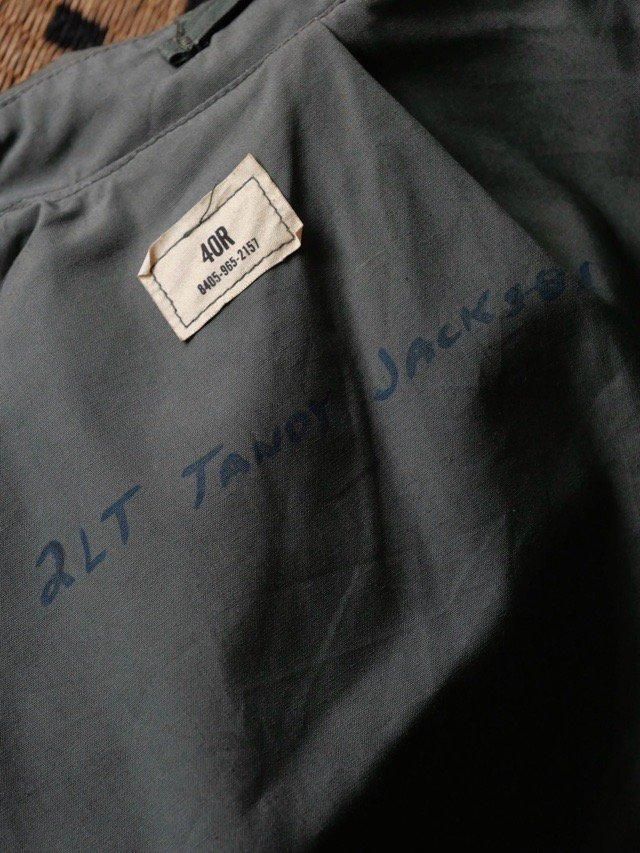 40R
8405-965-2157
2LT TANDY JACKSON